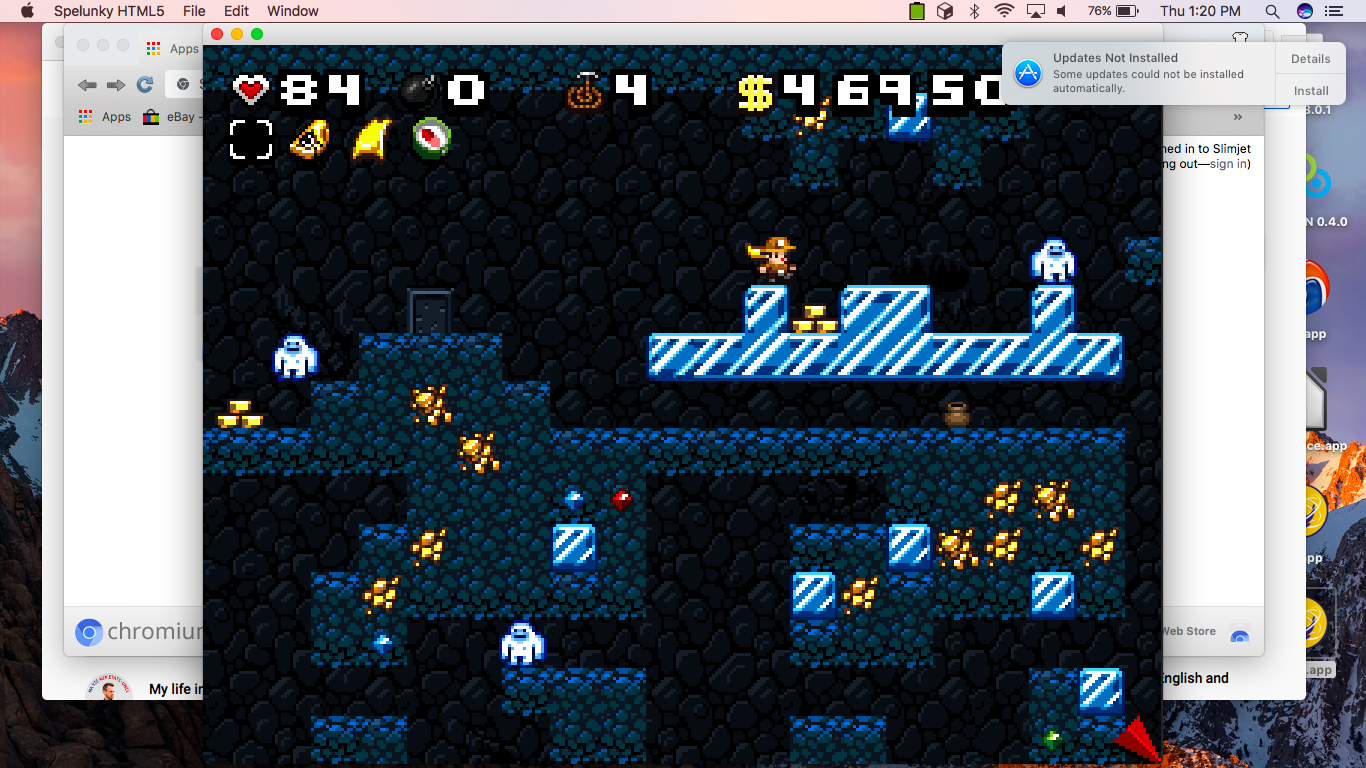 Spelunky HTML5 File Edit Window 76% Thu 1:20 PM
Apps
Updates Not Installed
Some updates could not be installed automatically.
Details
Install
84 0 4 $46950
Apps eBay -
»
ned in to Slimjet
ng out—sign in)
N 0.4.0
app
ce.app
.app
chromium
Web Store
My life in
English and